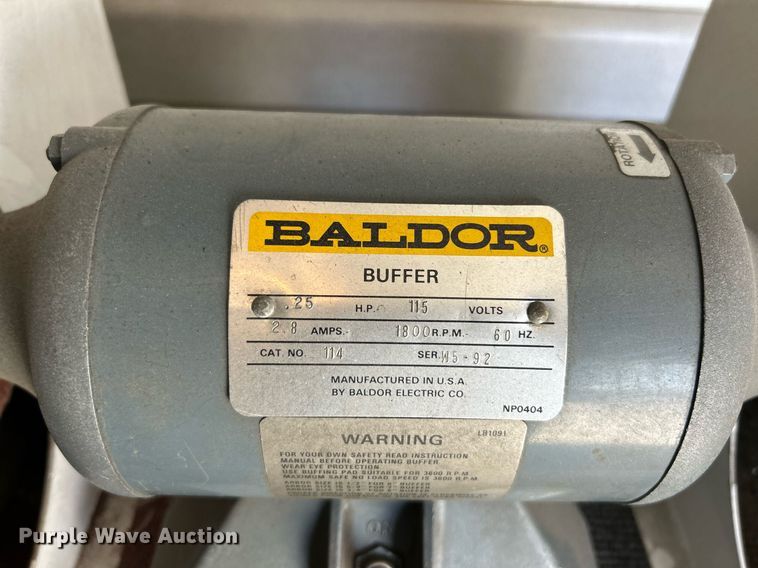 ROTATION
BALDOR®
BUFFER
.25 H.P. 115 VOLTS
2.8 AMPS. 1800 R.P.M. 60 HZ.
CAT. NO. 114 SER. W5-92
MANUFACTURED IN U.S.A.
BY BALDOR ELECTRIC CO.
NP0404
WARNING LB1091
FOR YOUR OWN SAFETY READ INSTRUCTION
MANUAL BEFORE OPERATING BUFFER
WEAR EYE PROTECTION
USE BUFFING PAD SUITABLE FOR 3600 R.P.M.
MAXIMUM SAFE NO LOAD SPEED IS 3600 R.P.M.
Purple Wave Auction